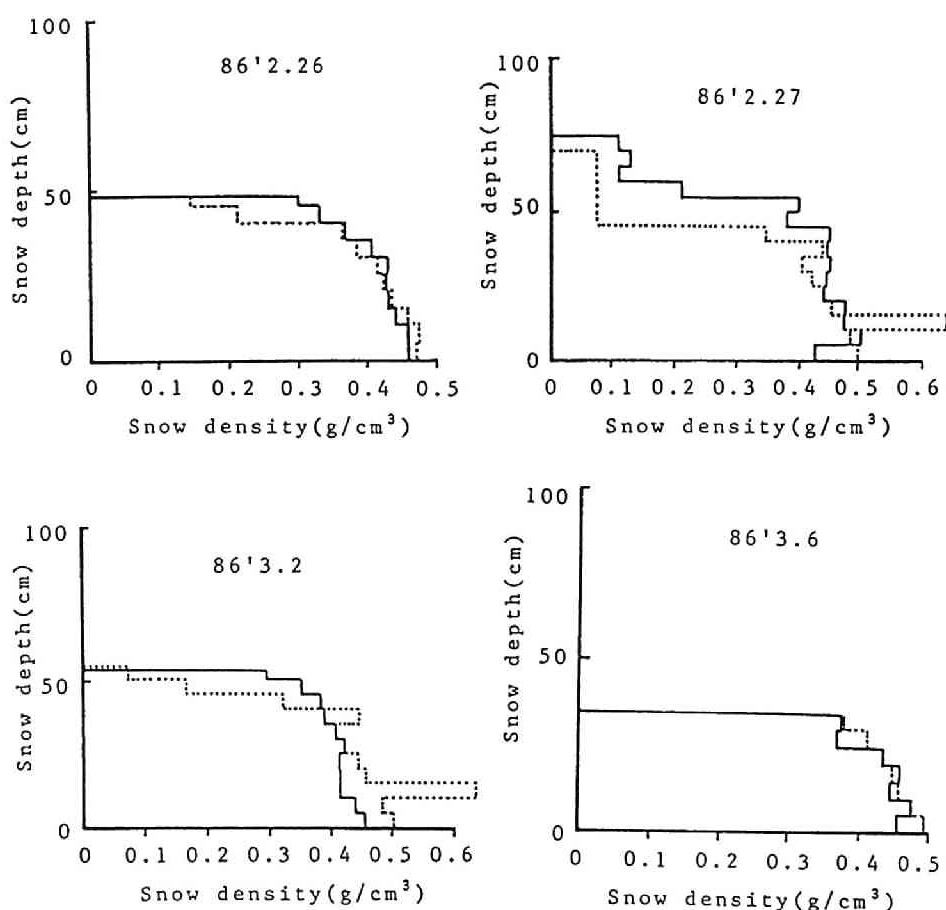 86'2.26
100
50
0
Snow depth(cm)
0 0.1 0.2 0.3 0.4 0.5
Snow density(g/cm³)
86'2.27
100
50
0
Snow depth(cm)
0 0.1 0.2 0.3 0.4 0.5 0.6
Snow density(g/cm³)
86'3.2
100
50
0
Snow depth(cm)
0 0.1 0.2 0.3 0.4 0.5 0.6
Snow density(g/cm³)
86'3.6
100
50
0
Snow depth(cm)
0 0.1 0.2 0.3 0.4 0.5
Snow density(g/cm³)